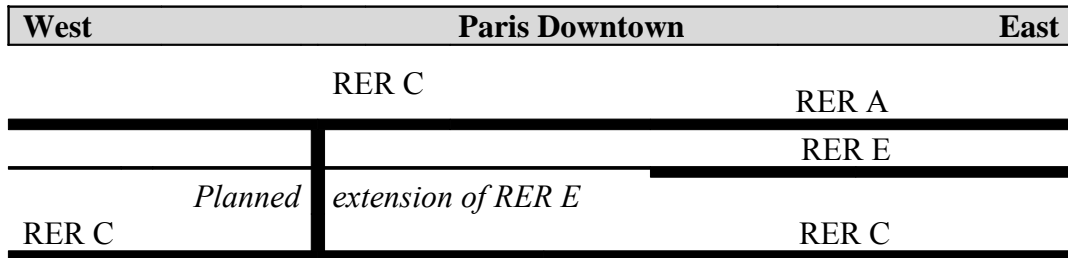 West Paris Downtown East
RER C
RER A
RER E
Planned extension of RER E
RER C RER C